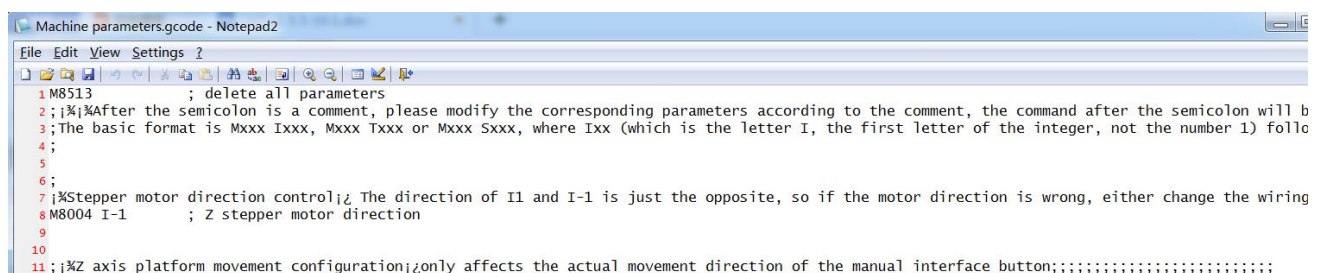 Machine parameters.gcode - Notepad2
File Edit View Settings ?
1 M8513 ; delete all parameters
2 ;¡¾¡¾After the semicolon is a comment, please modify the corresponding parameters according to the comment, the command after the semicolon will b
3 ;The basic format is Mxxx Ixxx, Mxxx Txxx or Mxxx Sxxx, where Ixx (which is the letter I, the first letter of the integer, not the number 1) follo
4 ;
5
6 ;
7 ¡¾Stepper motor direction control¡¿ The direction of I1 and I-1 is just the opposite, so if the motor direction is wrong, either change the wiring
8 M8004 I-1 ; Z stepper motor direction
9
10
11 ;¡¾Z axis platform movement configuration¡¿only affects the actual movement direction of the manual interface button;;;;;;;;;;;;;;;;;;;;;;;;;;